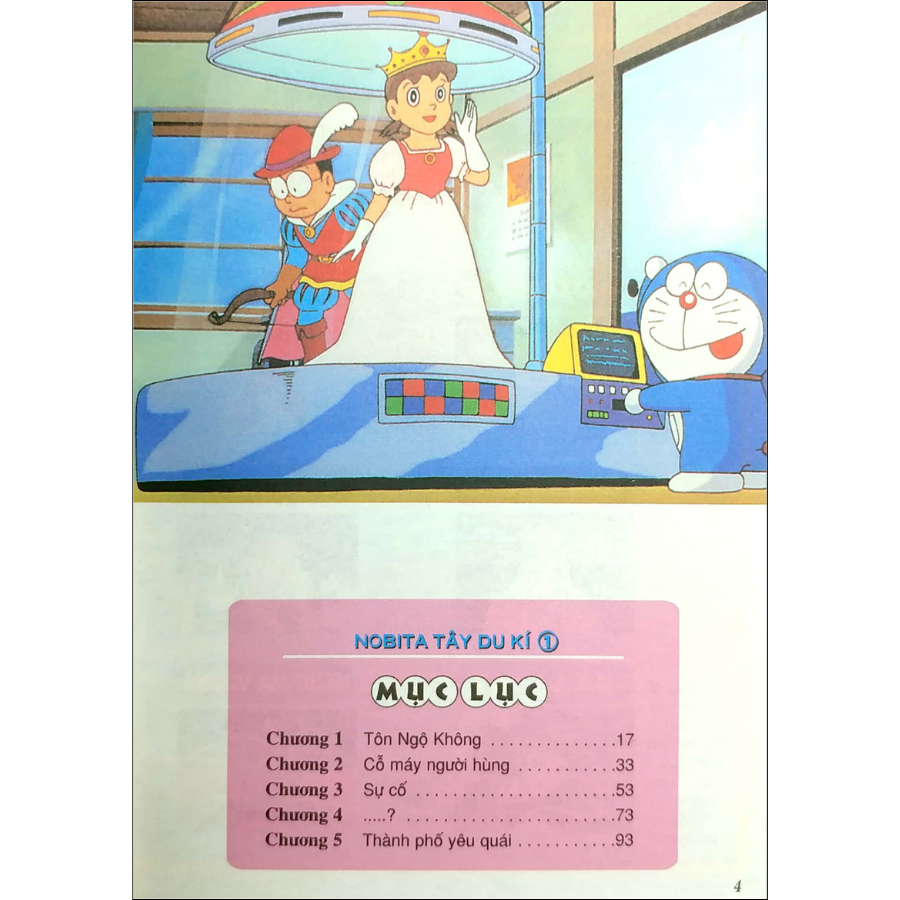 NOBITA TÂY DU KÍ ①
MỤC LỤC
Chương 1 Tôn Ngộ Không . . . . . . . . . . . . . .17
Chương 2 Cỗ máy người hùng . . . . . . . . . . .33
Chương 3 Sự cố . . . . . . . . . . . . . . . . . . . . . .53
Chương 4 .....? . . . . . . . . . . . . . . . . . . . . . . .73
Chương 5 Thành phố yêu quái . . . . . . . . . . .93
4